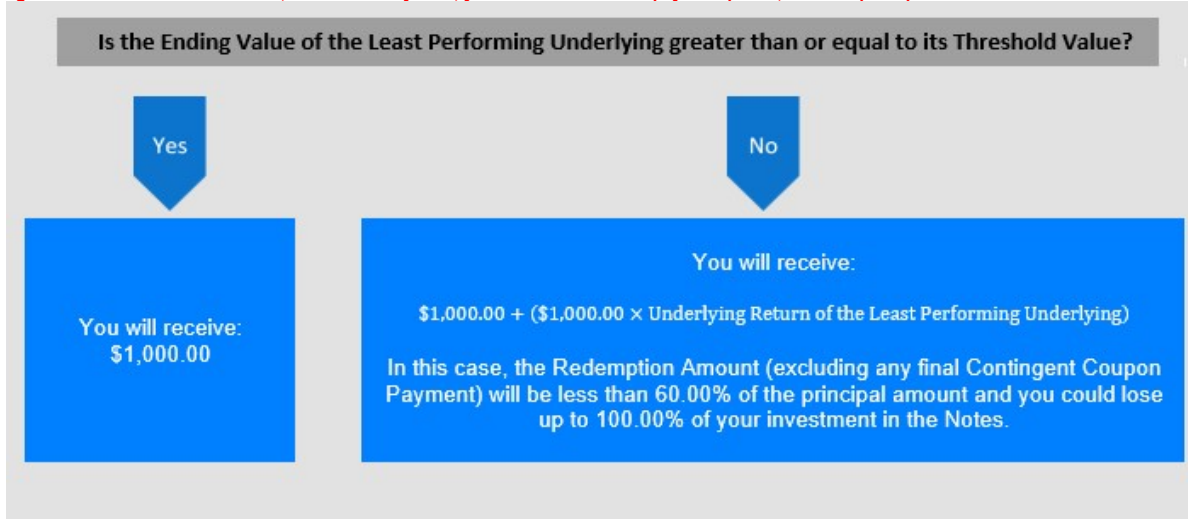 Is the Ending Value of the Least Performing Underlying greater than or equal to its Threshold Value?
Yes
No
You will receive:
$1,000.00
You will receive:
$1,000.00 + ($1,000.00 × Underlying Return of the Least Performing Underlying)
In this case, the Redemption Amount (excluding any final Contingent Coupon
Payment) will be less than 60.00% of the principal amount and you could lose
up to 100.00% of your investment in the Notes.